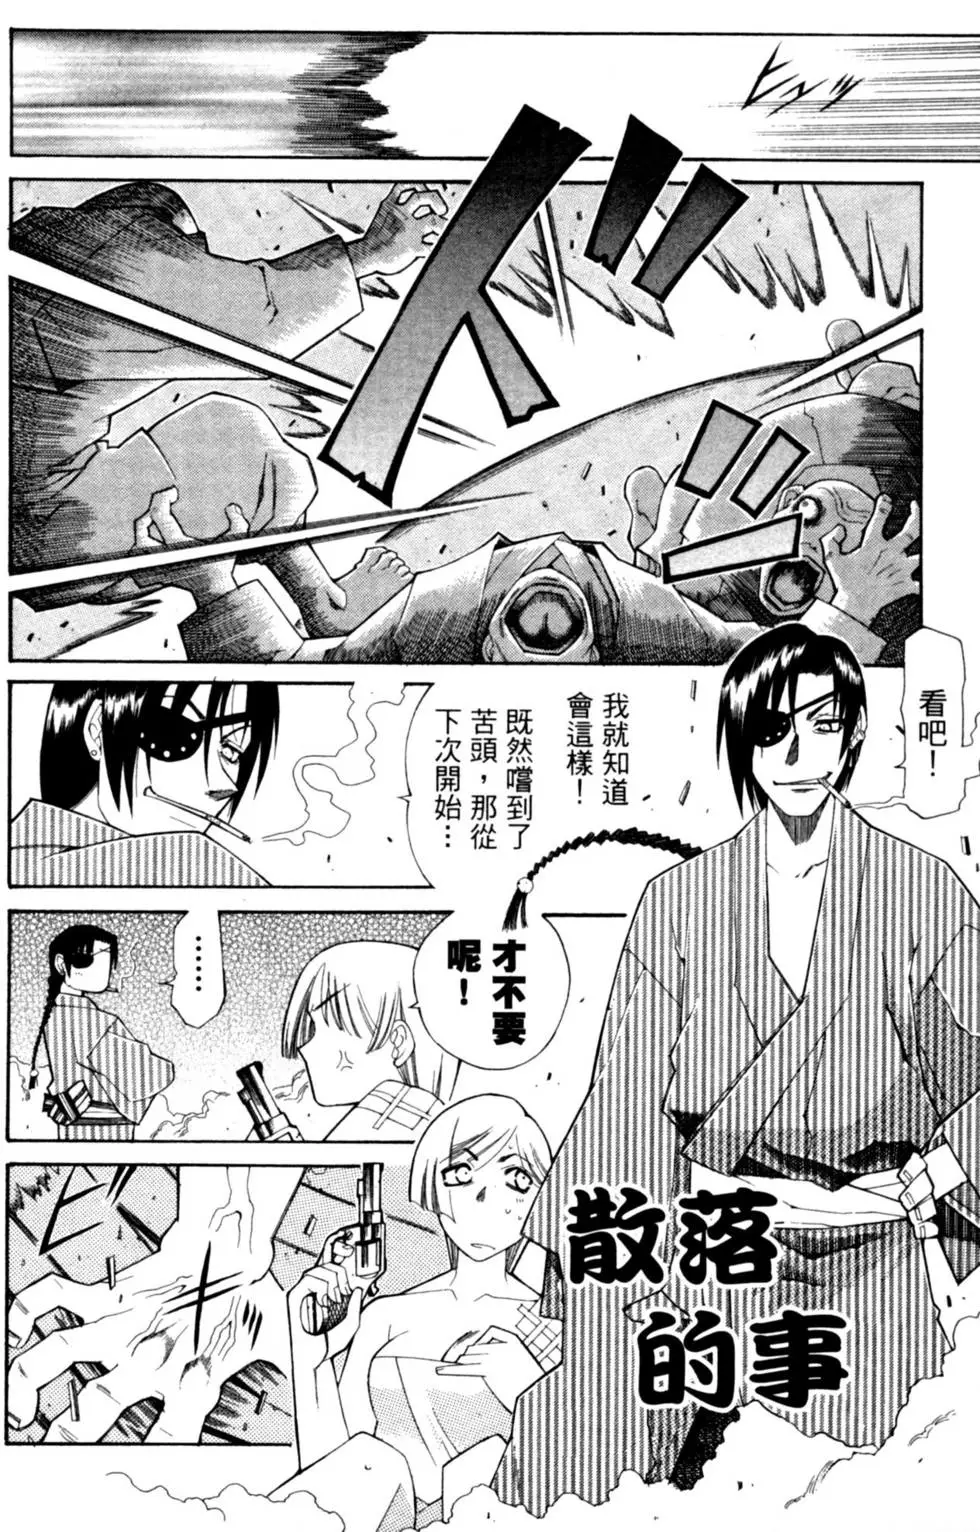 ヒュッ
ドドド
看吧！
我就知道
會這樣！
既然嚐到了
苦頭，那從
下次開始…
才不要
呢！
……
散落
的事